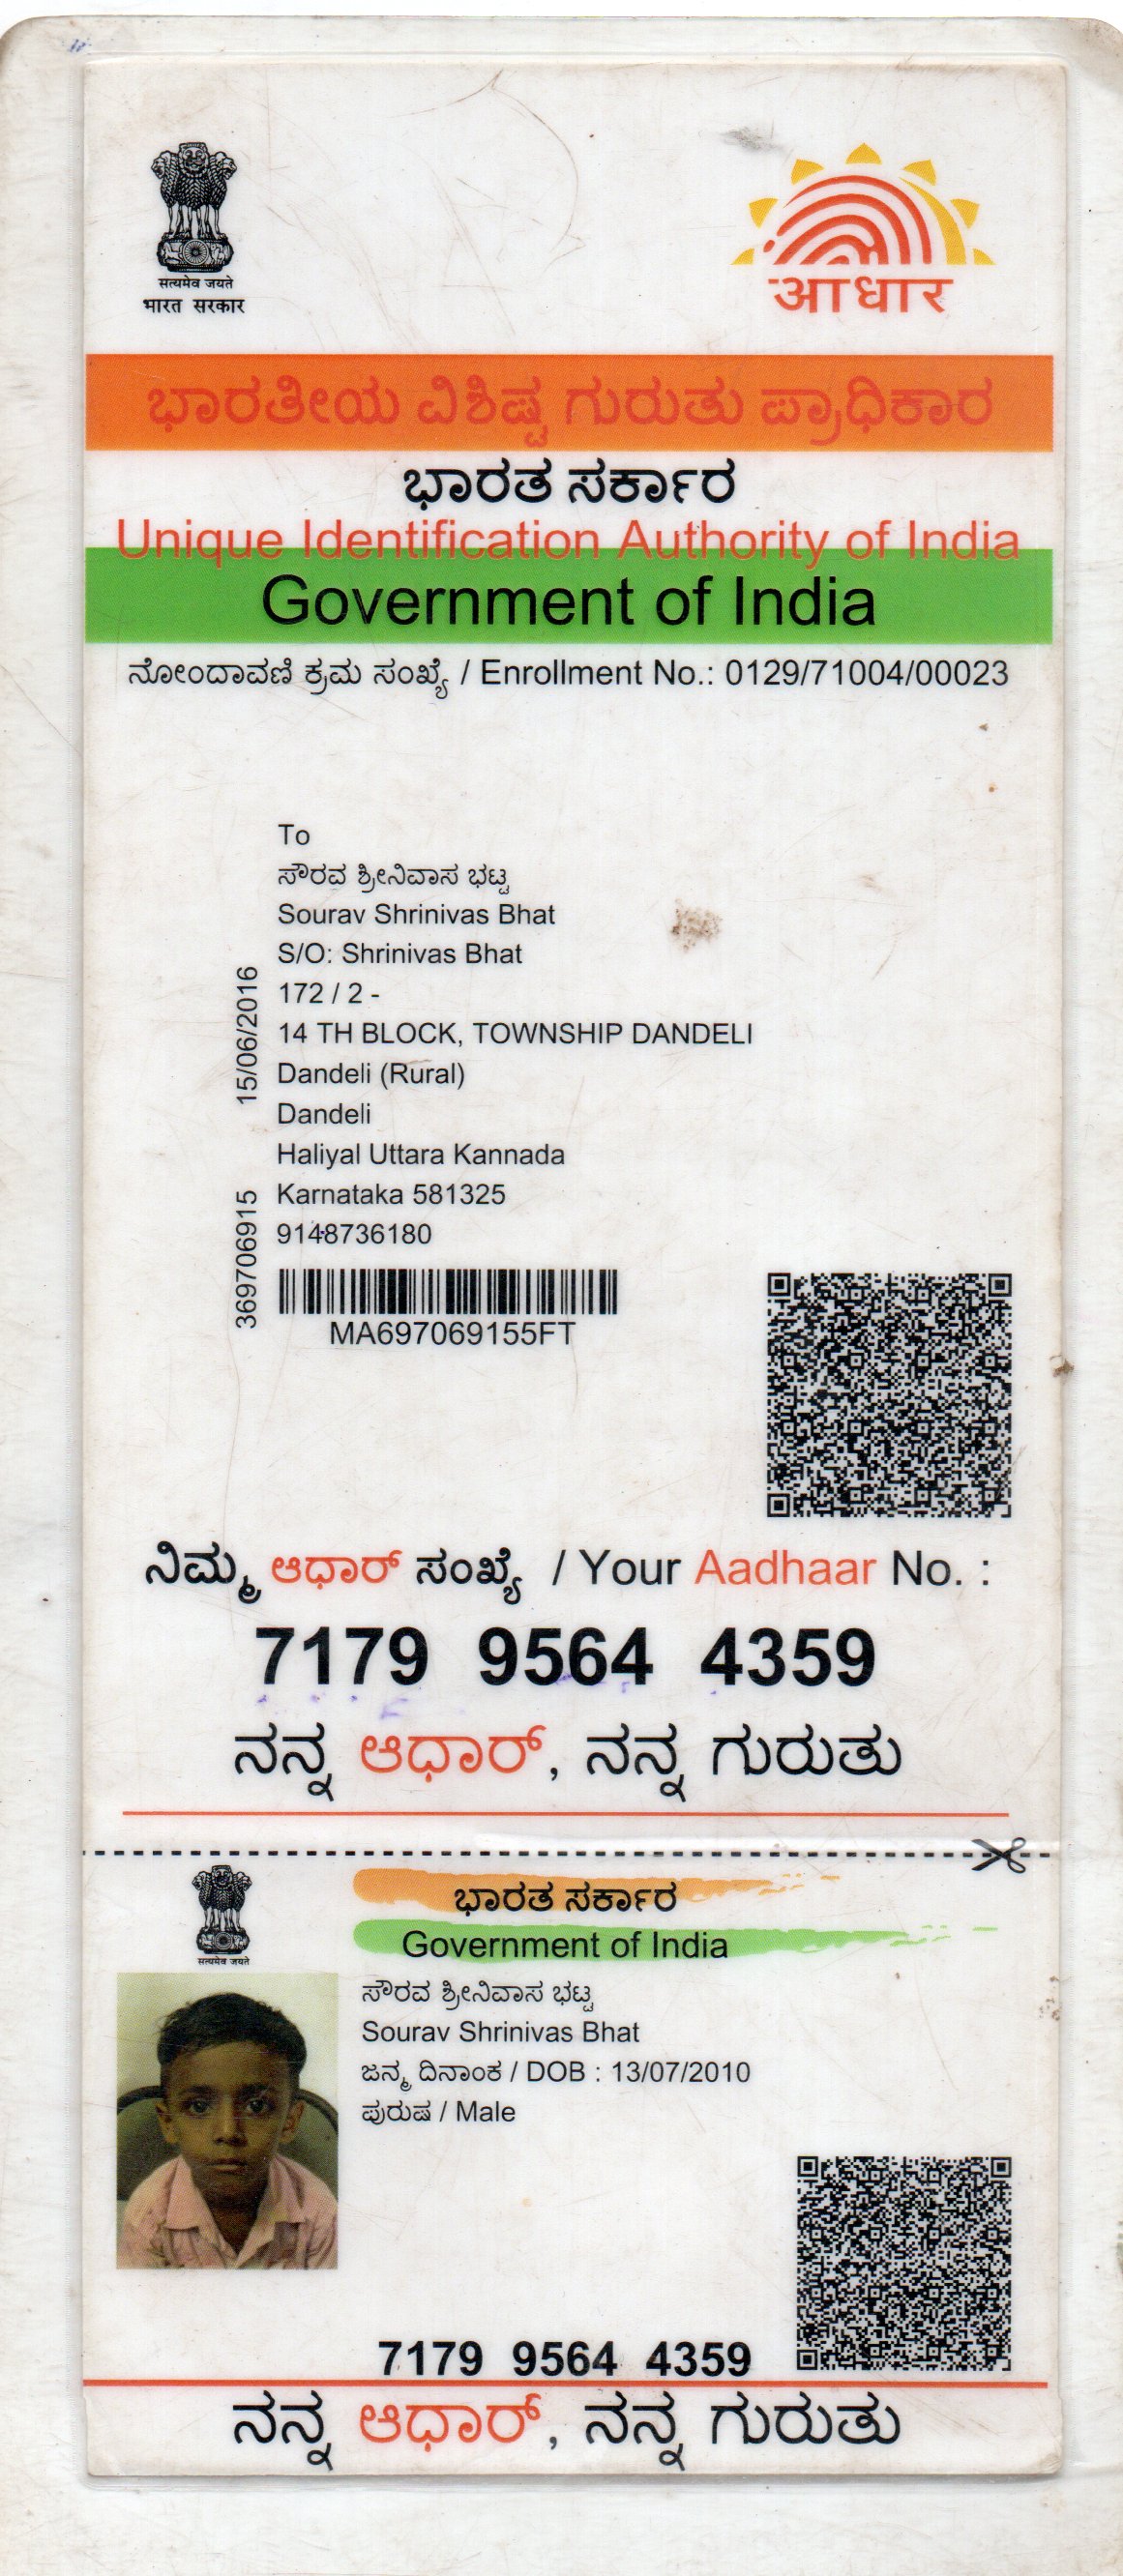 सत्यमेव जयते
भारत सरकार
आधार
ಭಾರತೀಯ ವಿಶಿಷ್ಟ ಗುರುತು ಪ್ರಾಧಿಕಾರ
ಭಾರತ ಸರ್ಕಾರ
Unique Identification Authority of India
Government of India
ನೋಂದಾವಣಿ ಕ್ರಮ ಸಂಖ್ಯೆ / Enrollment No.: 0129/71004/00023
To
ಸೌರವ ಶ್ರೀನಿವಾಸ ಭಟ್ಟ
Sourav Shrinivas Bhat
S/O: Shrinivas Bhat
172 / 2 -
14 TH BLOCK, TOWNSHIP DANDELI
Dandeli (Rural)
Dandeli
Haliyal Uttara Kannada
Karnataka 581325
9148736180
15/06/2016
369706915
MA697069155FT
ನಿಮ್ಮ ಆಧಾರ್ ಸಂಖ್ಯೆ / Your Aadhaar No. :
7179 9564 4359
ನನ್ನ ಆಧಾರ್, ನನ್ನ ಗುರುತು
सत्यमेव जयते
ಭಾರತ ಸರ್ಕಾರ
Government of India
ಸೌರವ ಶ್ರೀನಿವಾಸ ಭಟ್ಟ
Sourav Shrinivas Bhat
ಜನ್ಮ ದಿನಾಂಕ / DOB : 13/07/2010
ಪುರುಷ / Male
7179 9564 4359
ನನ್ನ ಆಧಾರ್, ನನ್ನ ಗುರುತು